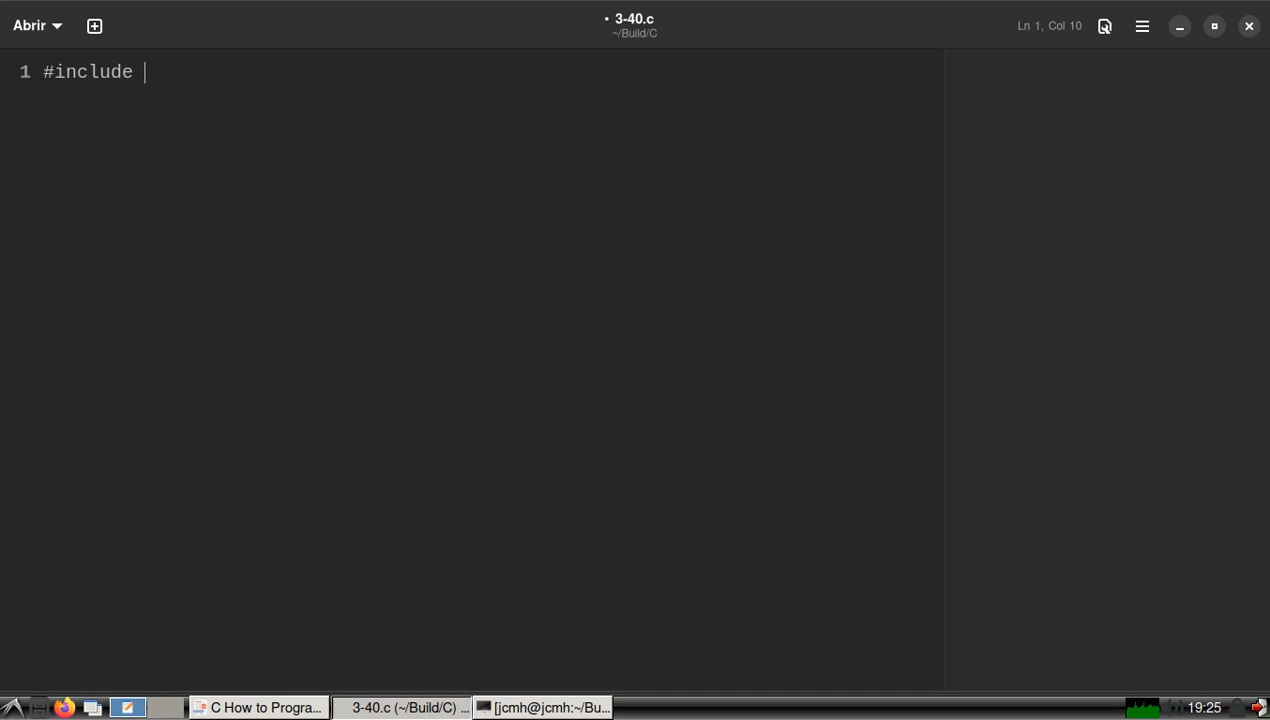 Abrir
• 3-40.c
~/Build/C
Ln 1, Col 10
1 #include
C How to Progra...
3-40.c (~/Build/C) ...
[jcmh@jcmh:~/Bu...
19:25